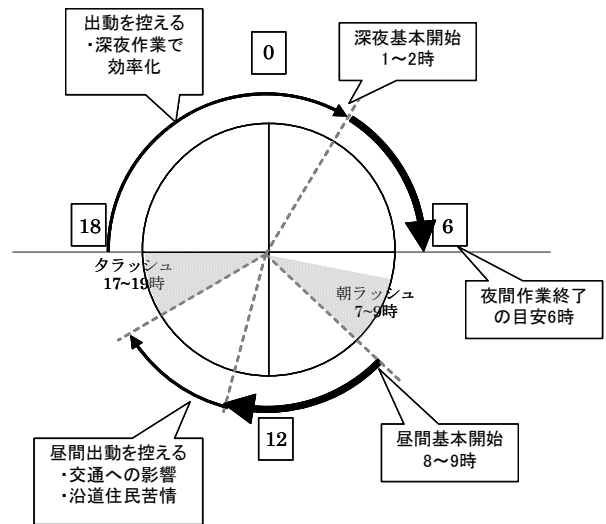 出動を控える
・深夜作業で
効率化
0
深夜基本開始
1～2時
18
6
夕ラッシュ
17~19時
朝ラッシュ
7~9時
夜間作業終了
の目安6時
12
昼間出動を控える
・交通への影響
・沿道住民苦情
昼間基本開始
8～9時